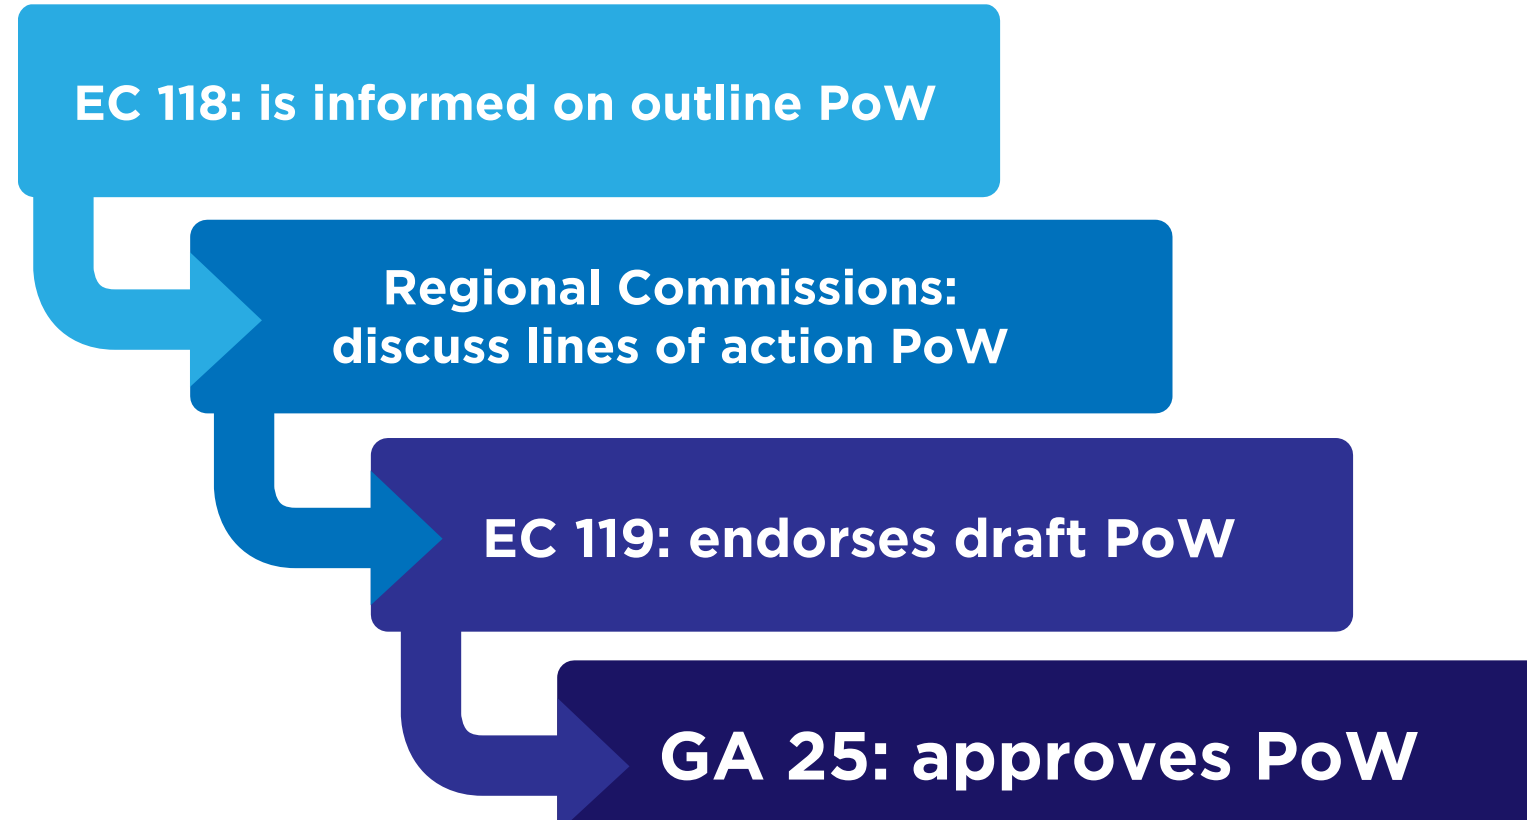 EC 118: is informed on outline PoW
Regional Commissions:
discuss lines of action PoW
EC 119: endorses draft PoW
GA 25: approves PoW